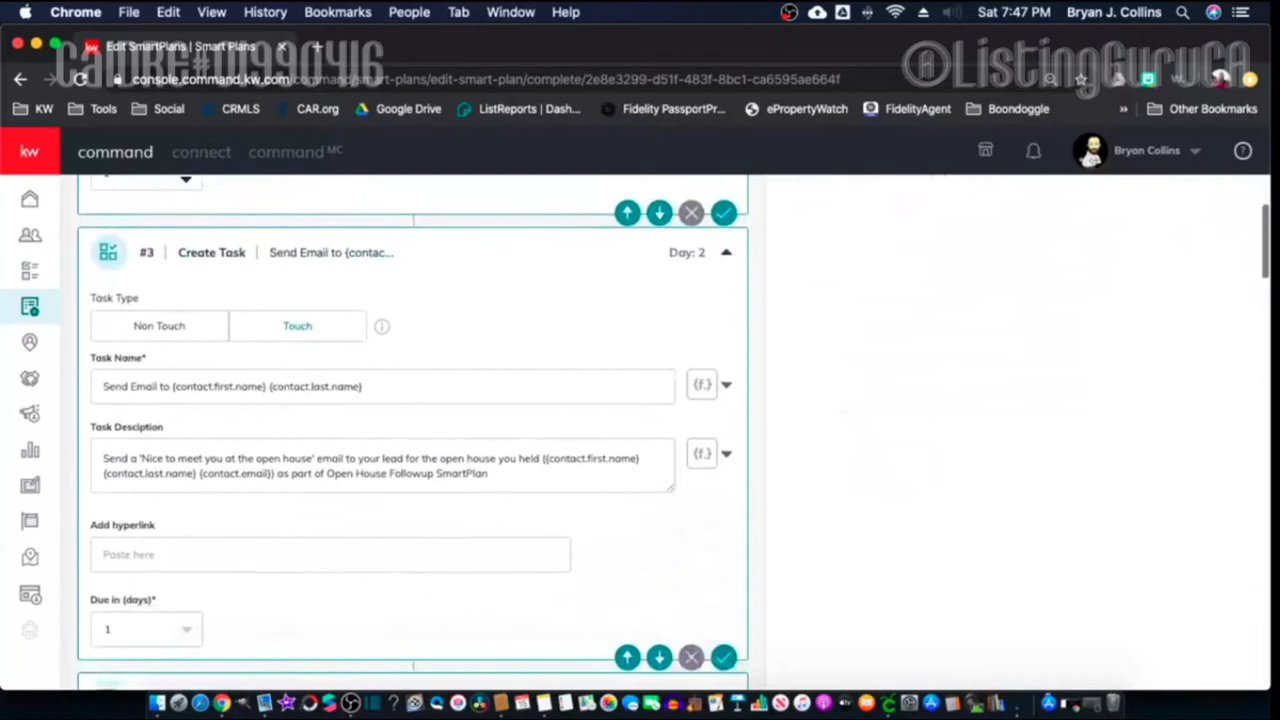 Chrome File Edit View History Bookmarks People Tab Window Help Sat 7:47 PM Bryan J. Collins
kw Edit SmartPlans | Smart Plans
CalDRE#01990416 @ListingGuruCA
console.command.kw.com/command/smart-plans/edit-smart-plan/complete/2e8e3299-d51f-483f-8bc1-ca6595ae664f
KW Tools Social CRMLS CAR.org Google Drive ListReports | Dash... Fidelity PassportPr... ePropertyWatch FidelityAgent Boondoggle » Other Bookmarks
kw command connect command MC Bryan Collins
#3 Create Task Send Email to {contac... Day: 2
Task Type
Non Touch Touch
Task Name*
Send Email to {contact.first.name} {contact.last.name} {f.}
Task Desciption
Send a 'Nice to meet you at the open house' email to your lead for the open house you held ({contact.first.name} {f.}
{contact.last.name} {contact.email}) as part of Open House Followup SmartPlan
Add hyperlink
Paste here
Due in (days)*
1